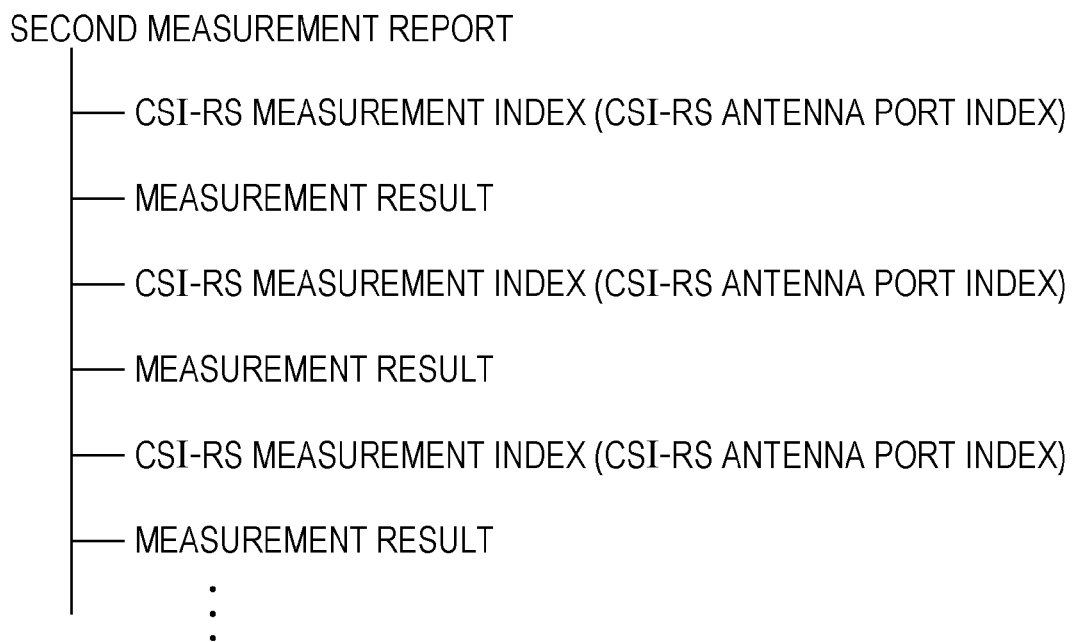 SECOND MEASUREMENT REPORT
CSI-RS MEASUREMENT INDEX (CSI-RS ANTENNA PORT INDEX)
MEASUREMENT RESULT
CSI-RS MEASUREMENT INDEX (CSI-RS ANTENNA PORT INDEX)
MEASUREMENT RESULT
CSI-RS MEASUREMENT INDEX (CSI-RS ANTENNA PORT INDEX)
MEASUREMENT RESULT